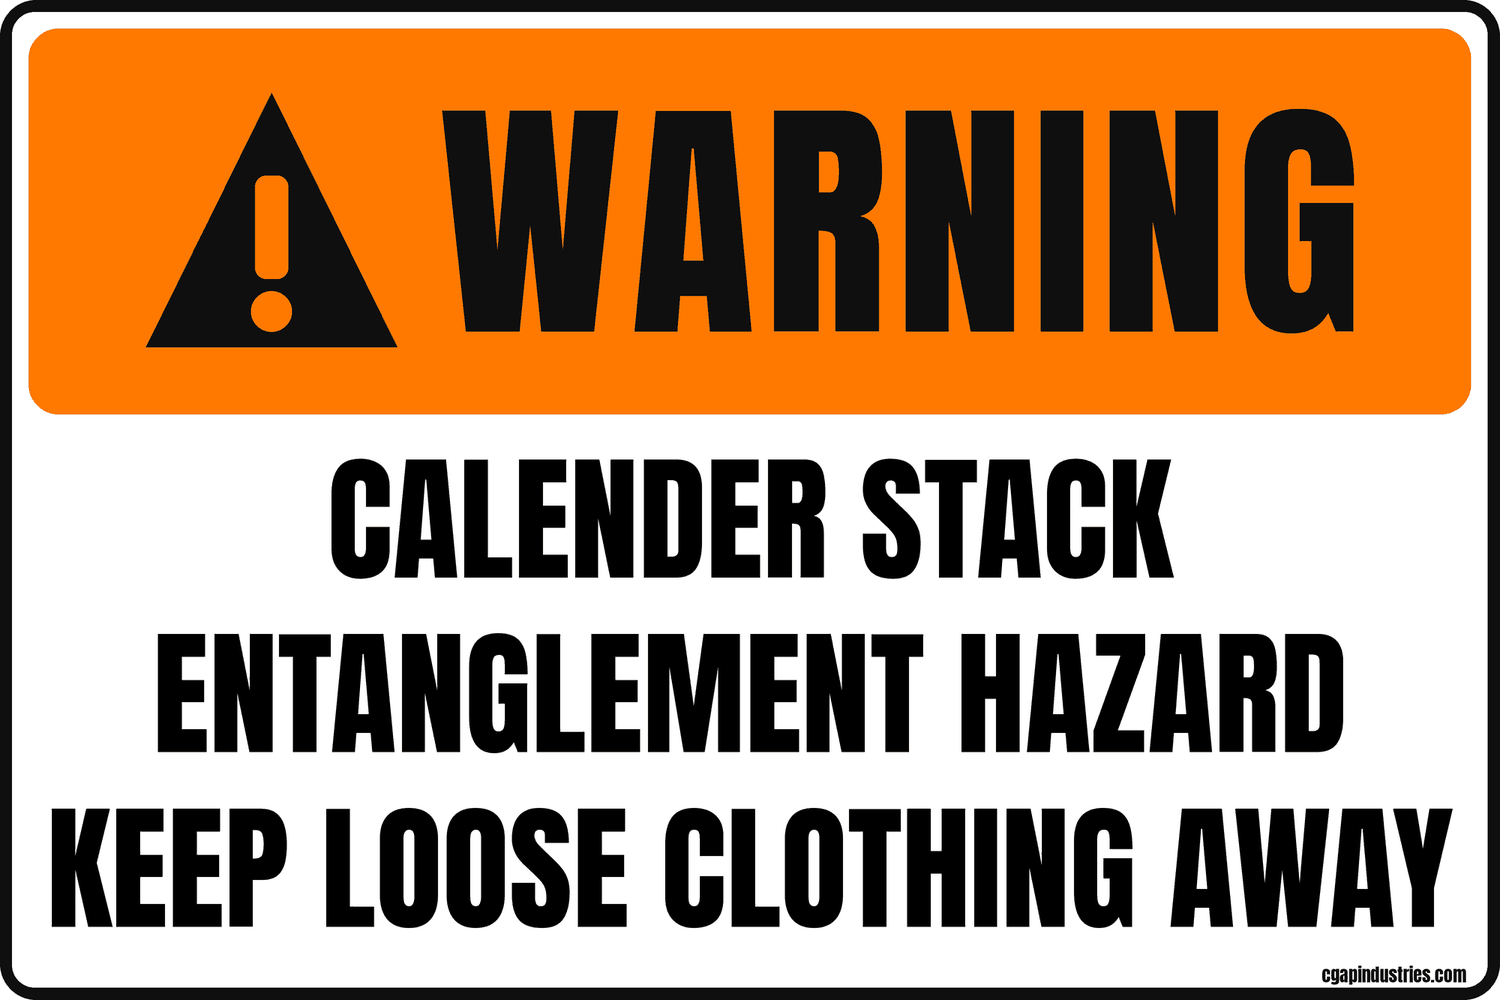 WARNING
CALENDER STACK
ENTANGLEMENT HAZARD
KEEP LOOSE CLOTHING AWAY
cgapindustries.com